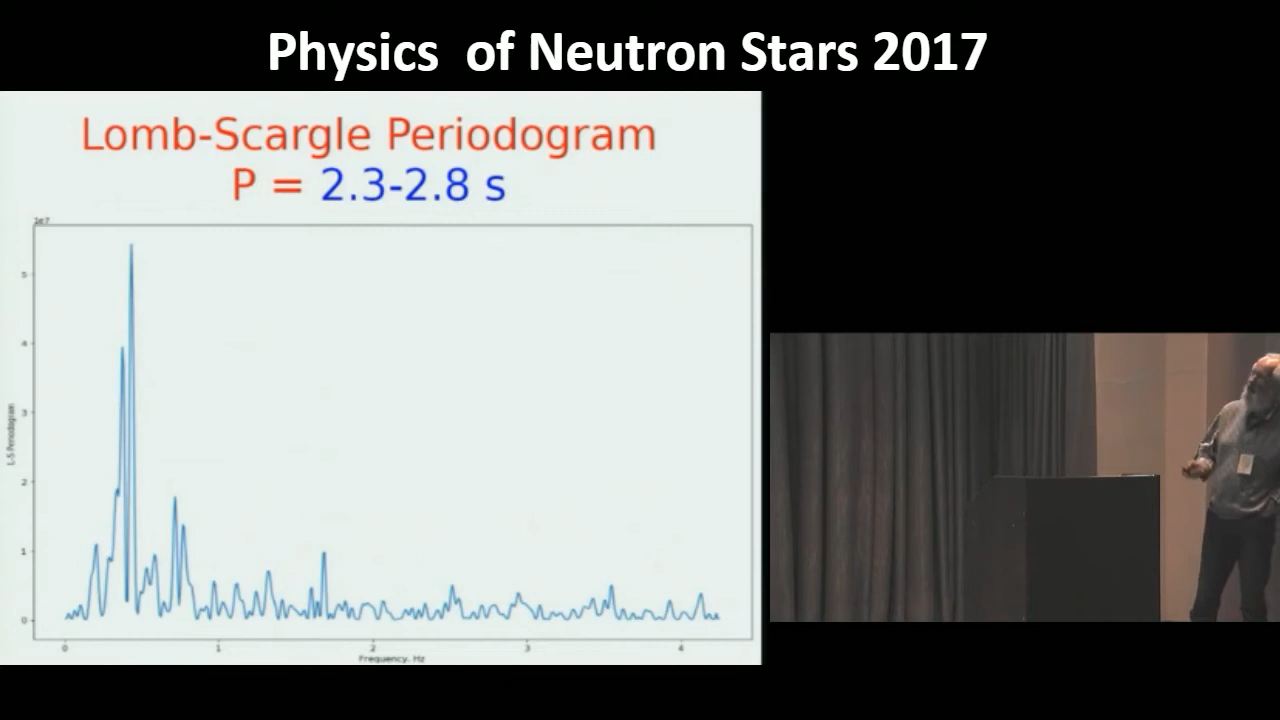 Physics of Neutron Stars 2017
Lomb-Scargle Periodogram
P = 2.3-2.8 s
1e7
5
4
3
2
1
0
L-S Periodogram
0 1 2 3 4
Frequency, Hz